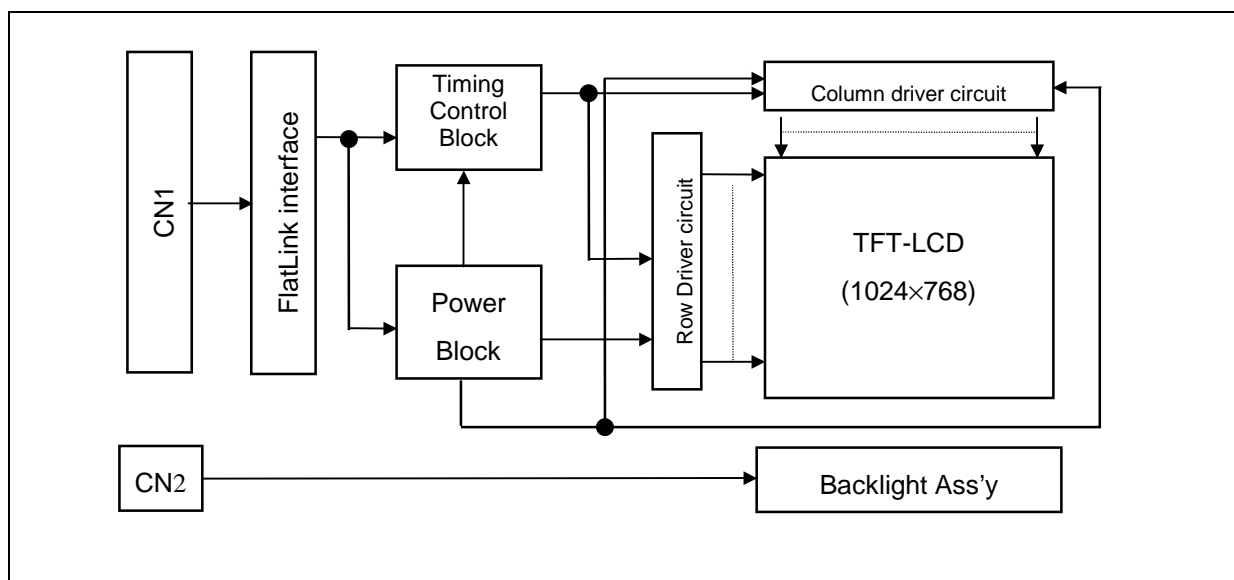 CN1
FlatLink interface
Timing
Control
Block
Power
Block
Row Driver circuit
Column driver circuit
TFT-LCD
(1024×768)
CN2
Backlight Ass’y